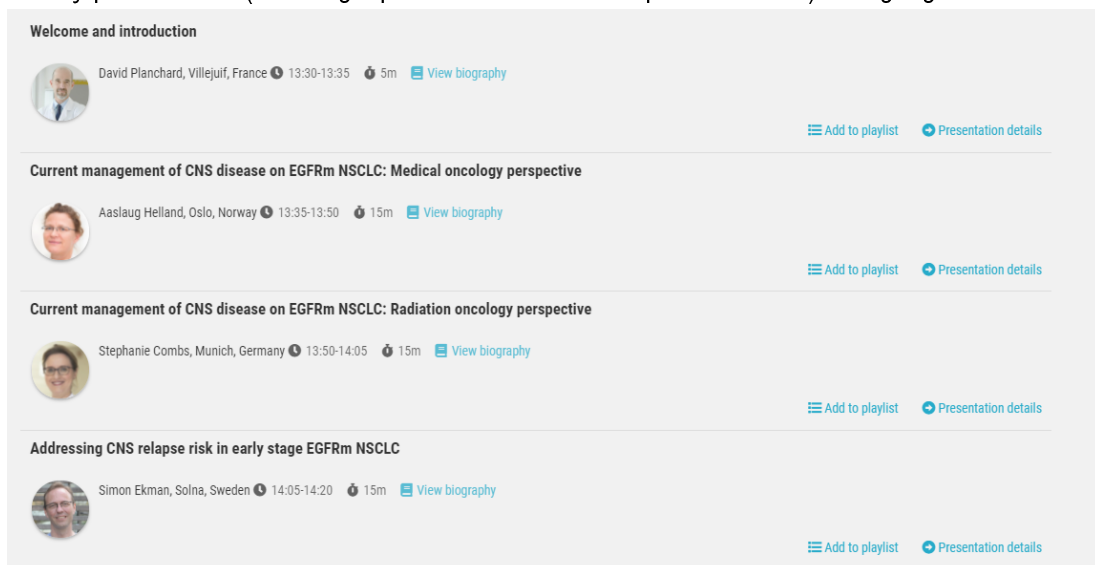 Welcome and introduction
David Planchard, Villejuif, France 13:30-13:35 5m View biography
Add to playlist Presentation details
Current management of CNS disease on EGFRm NSCLC: Medical oncology perspective
Aaslaug Helland, Oslo, Norway 13:35-13:50 15m View biography
Add to playlist Presentation details
Current management of CNS disease on EGFRm NSCLC: Radiation oncology perspective
Stephanie Combs, Munich, Germany 13:50-14:05 15m View biography
Add to playlist Presentation details
Addressing CNS relapse risk in early stage EGFRm NSCLC
Simon Ekman, Solna, Sweden 14:05-14:20 15m View biography
Add to playlist Presentation details